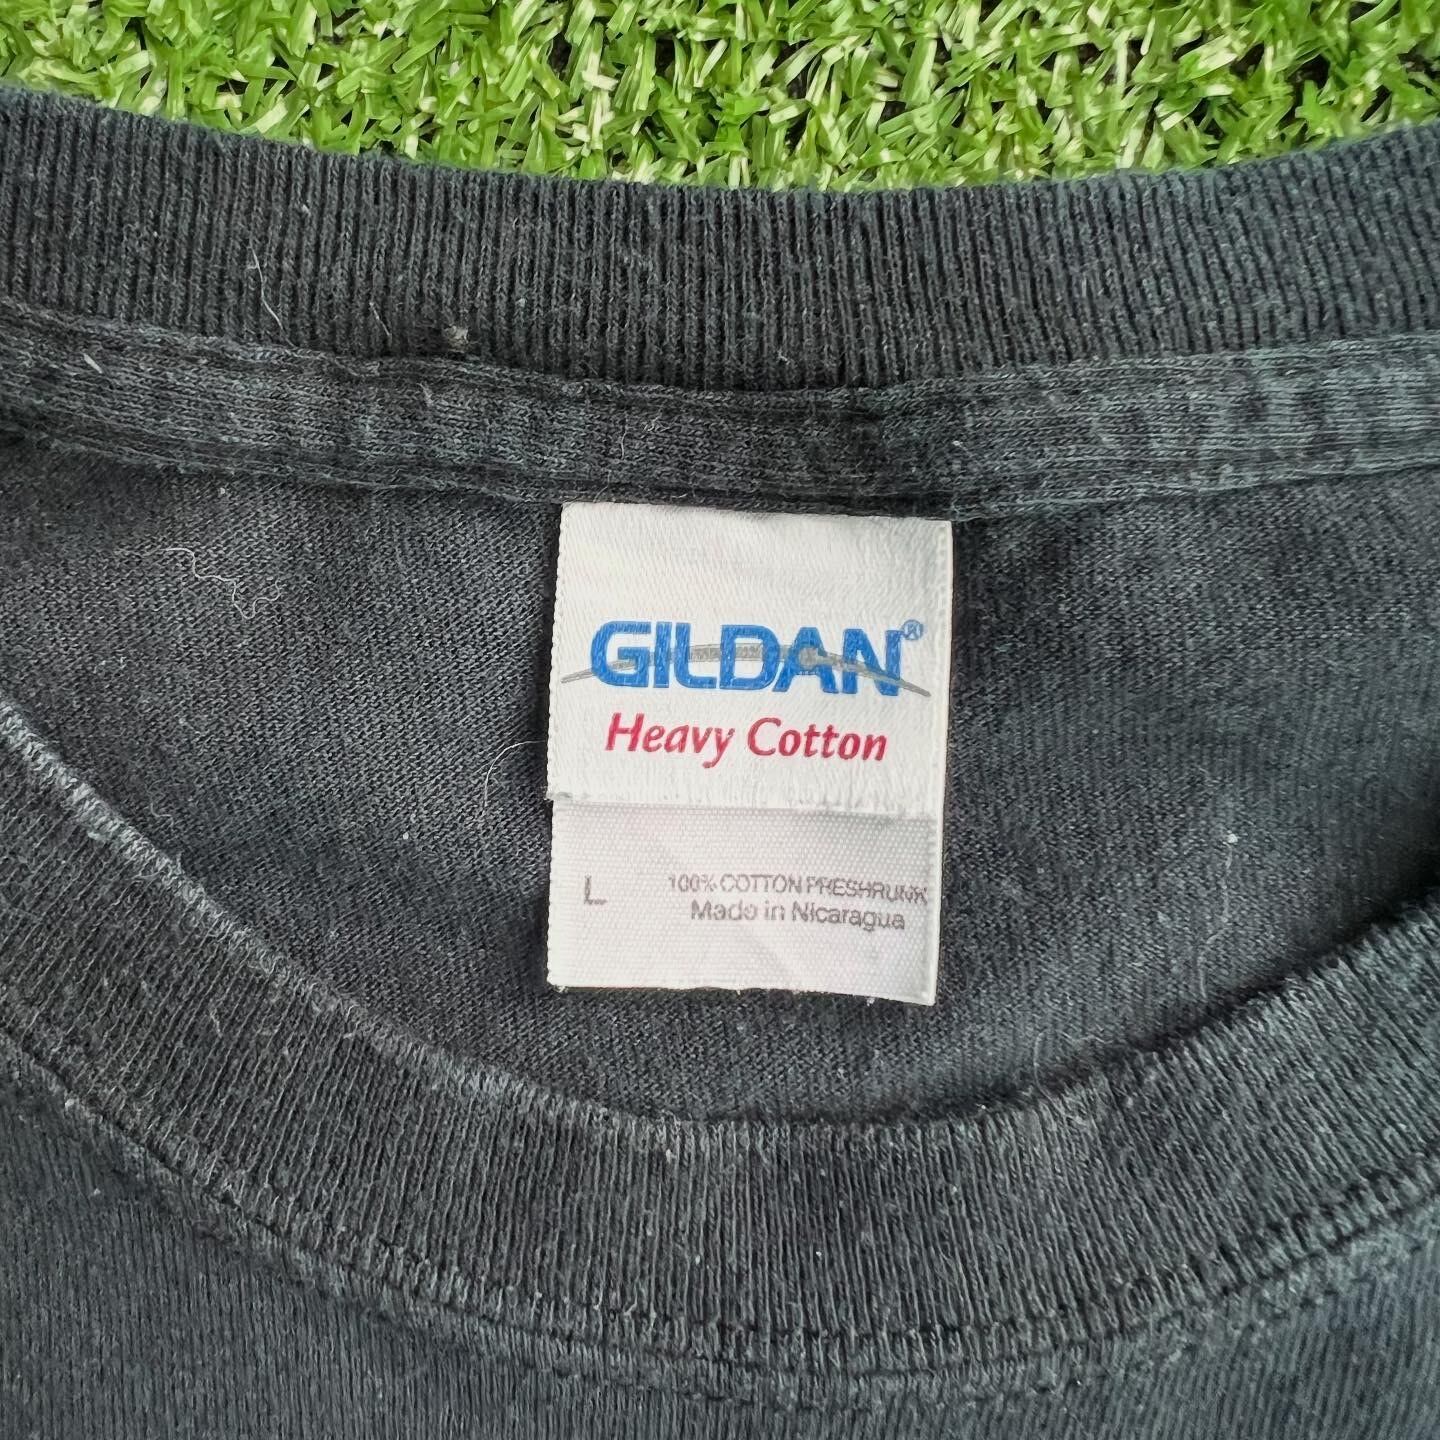 GILDAN®
Heavy Cotton
L 100% COTTON PRESHRUNK
Made in Nicaragua